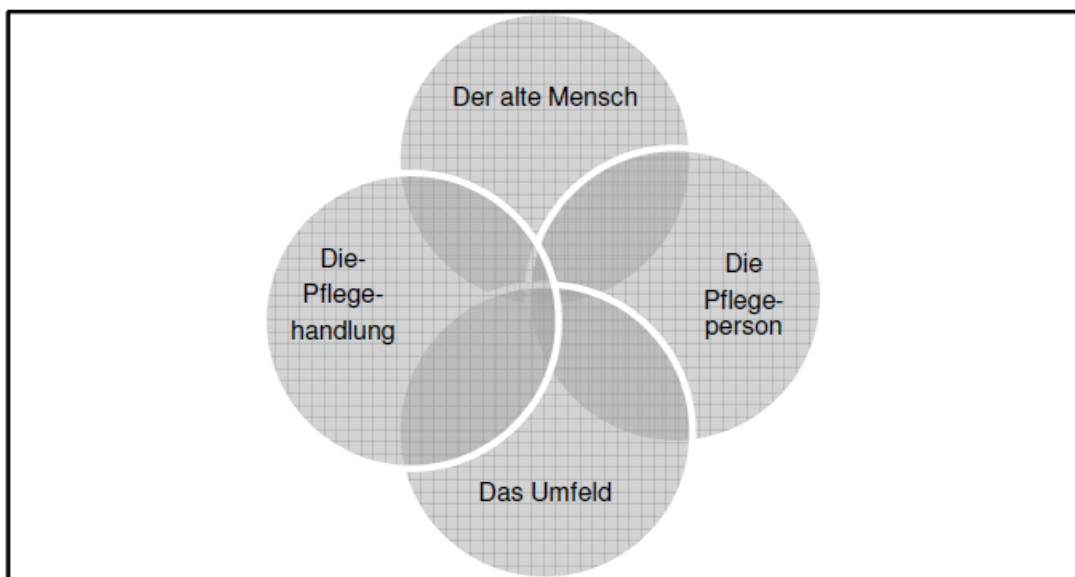 Der alte Mensch
Die-
Pflege-
handlung
Die
Pflege-
person
Das Umfeld